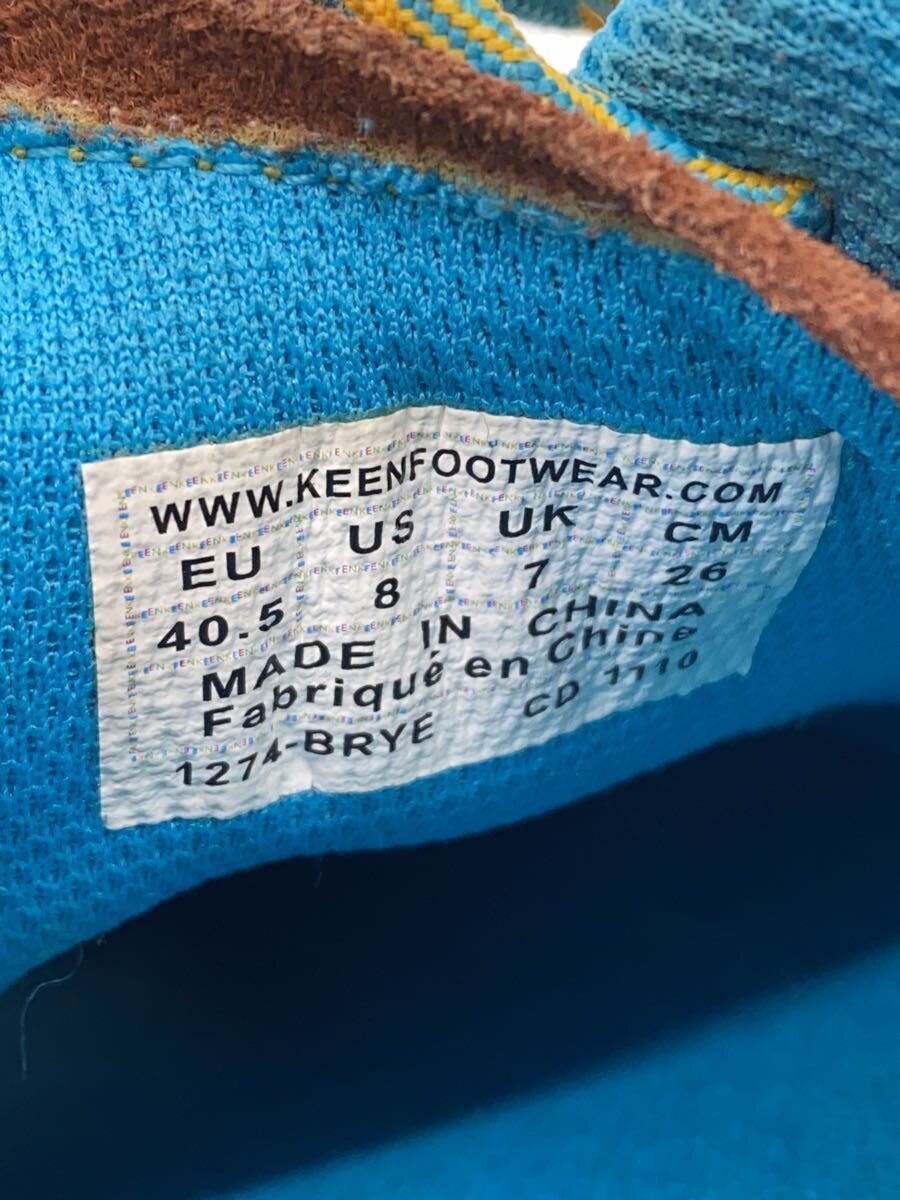 WWW.KEENFOOTWEAR.COM
EU US UK CM
40.5 8 7 26
MADE IN CHINA
Fabriqué en Chine
1274-BRYE CD 1110